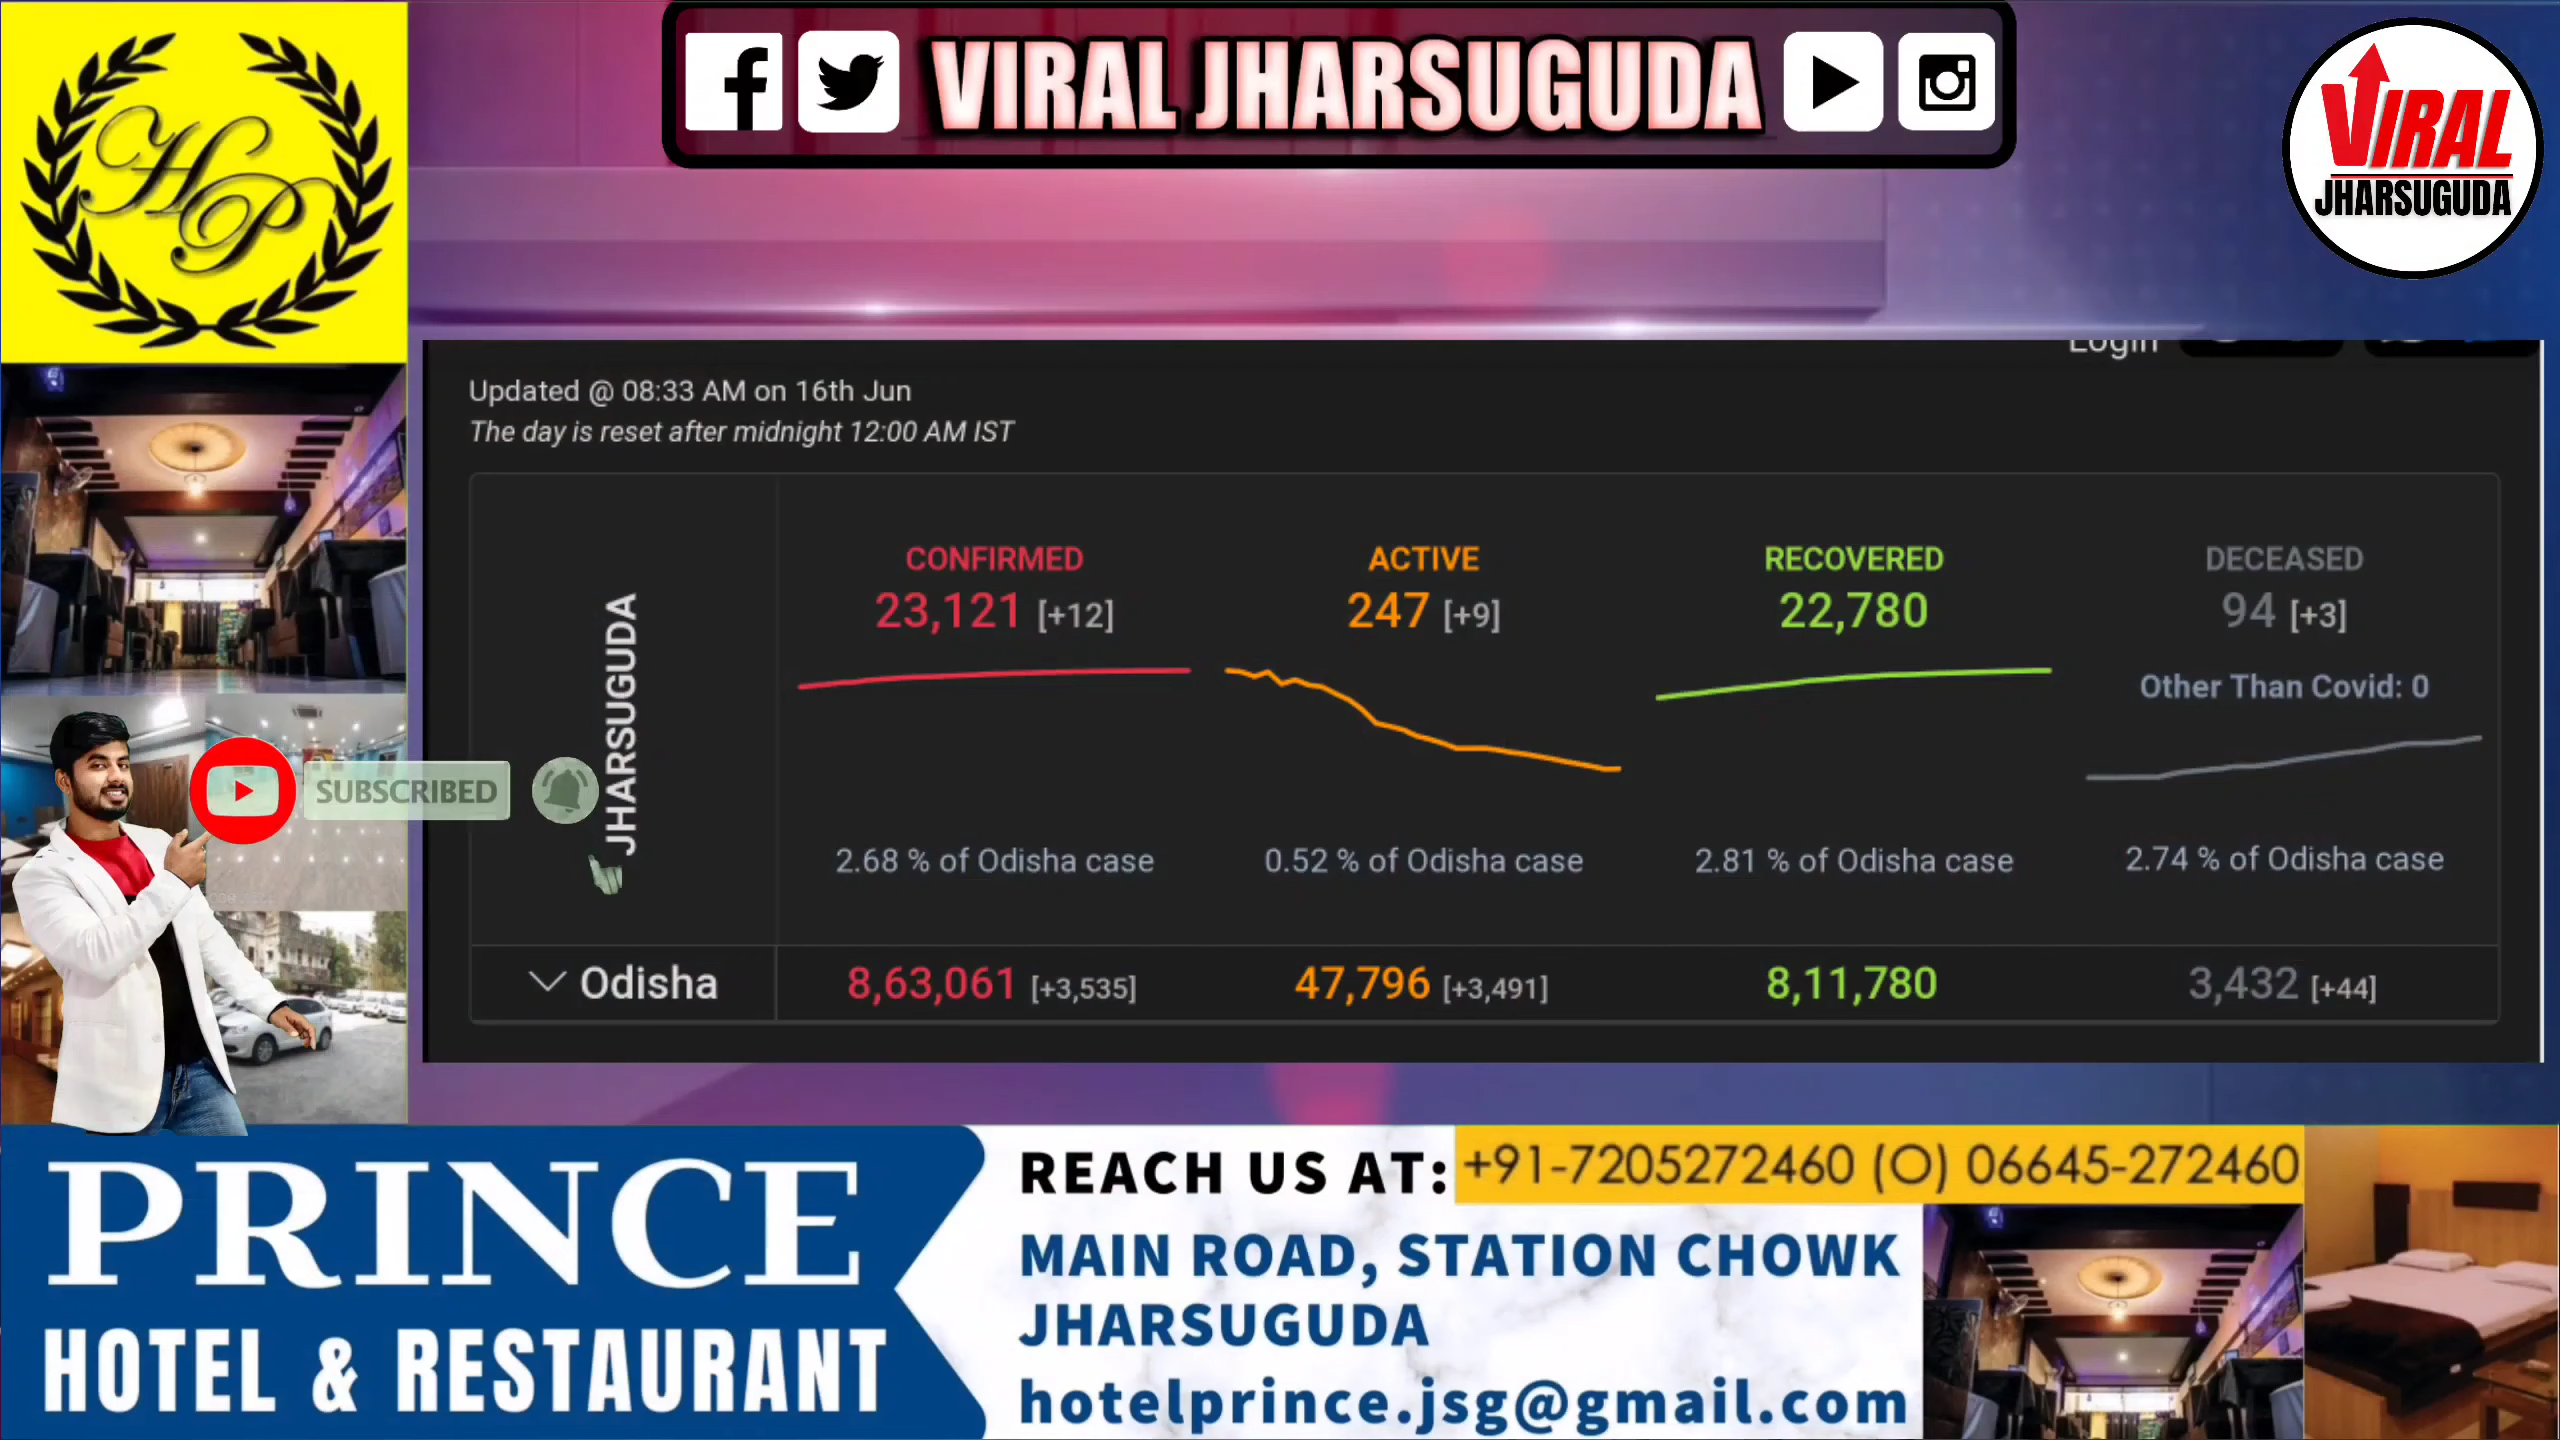 HP
VIRAL JHARSUGUDA
VIRAL
JHARSUGUDA
Login
Updated @ 08:33 AM on 16th Jun
The day is reset after midnight 12:00 AM IST
JHARSUGUDA
CONFIRMED
23,121 [+12]
2.68 % of Odisha case
ACTIVE
247 [+9]
0.52 % of Odisha case
RECOVERED
22,780
2.81 % of Odisha case
DECEASED
94 [+3]
Other Than Covid: 0
2.74 % of Odisha case
Odisha 8,63,061 [+3,535] 47,796 [+3,491] 8,11,780 3,432 [+44]
SUBSCRIBED
PRINCE
HOTEL & RESTAURANT
REACH US AT: +91-7205272460 (O) 06645-272460
MAIN ROAD, STATION CHOWK
JHARSUGUDA
hotelprince.jsg@gmail.com